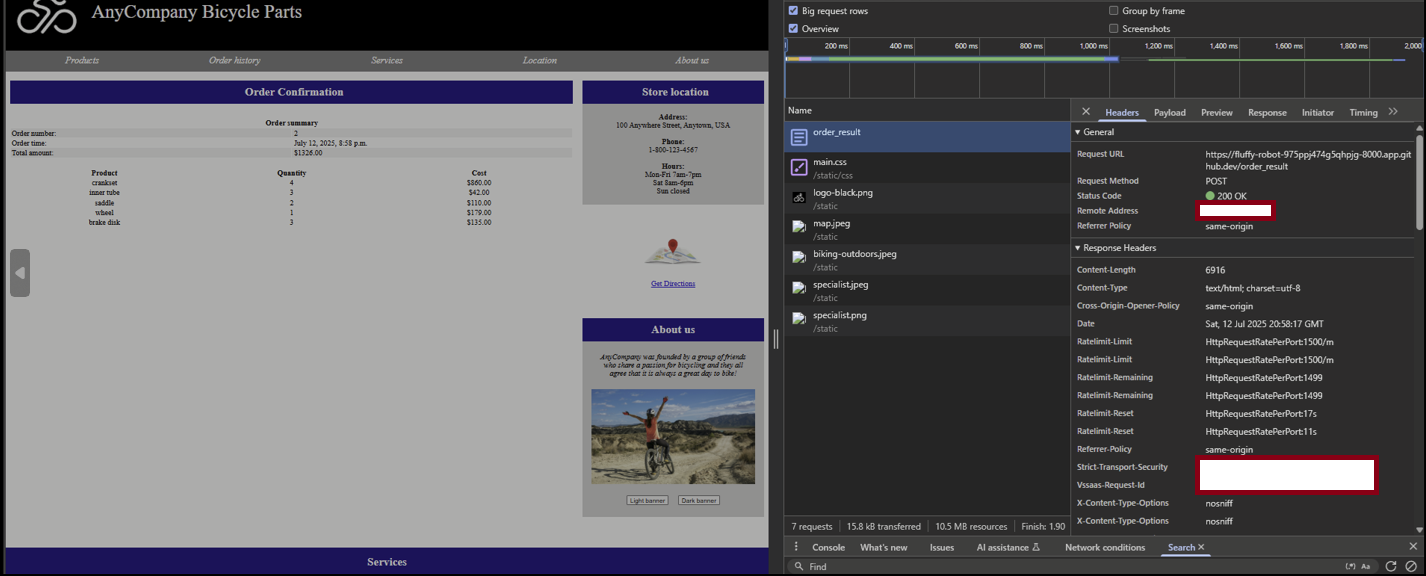 AnyCompany Bicycle Parts
Products Order history Services Location About us
Order Confirmation
Order summary
Order number: 2
Order time: July 12, 2025, 8:58 p.m.
Total amount: $1326.00
Product Quantity Cost
crankset 4 $860.00
inner tube 3 $42.00
saddle 2 $110.00
wheel 1 $179.00
brake disk 3 $135.00
Store location
Address:
100 Anywhere Street, Anytown, USA
Phone:
1-800-123-4567
Hours:
Mon-Fri 7am-7pm
Sat 8am-6pm
Sun closed
Get Directions
About us
AnyCompany was founded by a group of friends
who share a passion for bicycling and they all
agree that it is always a great day to bike!
Light banner Dark banner
Services
Big request rows Group by frame
Overview Screenshots
200 ms 400 ms 600 ms 800 ms 1,000 ms 1,200 ms 1,400 ms 1,600 ms 1,800 ms 2,000
Name
order_result
main.css
/static/css
logo-black.png
/static
map.jpeg
/static
biking-outdoors.jpeg
/static
specialist.jpeg
/static
specialist.png
/static
7 requests 15.8 kB transferred 10.5 MB resources Finish: 1.90
Headers Payload Preview Response Initiator Timing
General
Request URL https://fluffy-robot-975ppj474g5qhpjg-8000.app.git
hub.dev/order_result
Request Method POST
Status Code 200 OK
Remote Address
Referrer Policy same-origin
Response Headers
Content-Length 6916
Content-Type text/html; charset=utf-8
Cross-Origin-Opener-Policy same-origin
Date Sat, 12 Jul 2025 20:58:17 GMT
Ratelimit-Limit HttpRequestRatePerPort:1500/m
Ratelimit-Limit HttpRequestRatePerPort:1500/m
Ratelimit-Remaining HttpRequestRatePerPort:1499
Ratelimit-Remaining HttpRequestRatePerPort:1499
Ratelimit-Reset HttpRequestRatePerPort:17s
Ratelimit-Reset HttpRequestRatePerPort:11s
Referrer-Policy same-origin
Strict-Transport-Security
Vssaas-Request-Id
X-Content-Type-Options nosniff
X-Content-Type-Options nosniff
Console What's new Issues AI assistance Network conditions Search
Find (.*) Aa